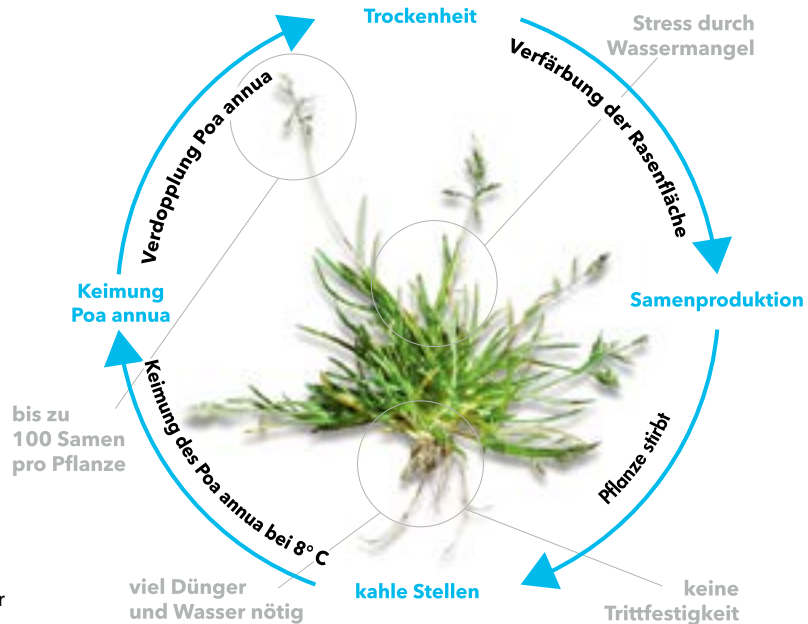 Trockenheit
Stress durch
Wassermangel
Verfärbung der Rasenfläche
Verdopplung Poa annua
Keimung
Poa annua
Samenproduktion
bis zu
100 Samen
pro Pflanze
Keimung des Poa annua bei 8° C
Pflanze stirbt
viel Dünger
und Wasser nötig
kahle Stellen
keine
Trittfestigkeit
r